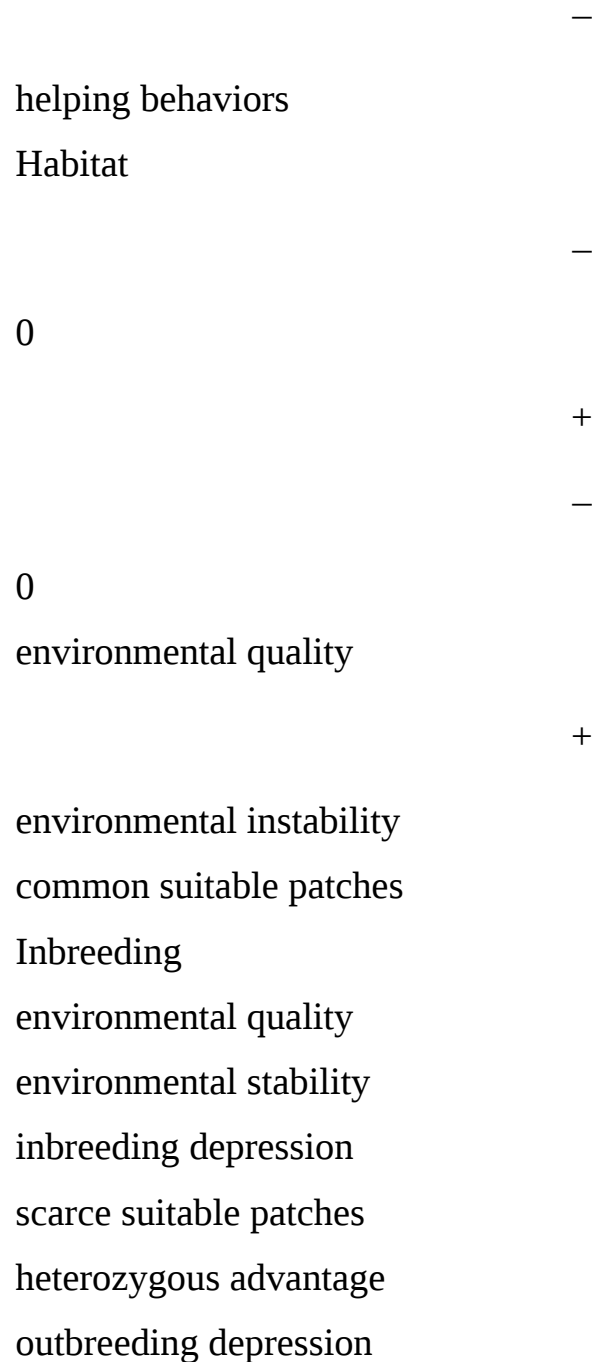 –
helping behaviors
Habitat
–
0
+
–
0
environmental quality
+
environmental instability
common suitable patches
Inbreeding
environmental quality
environmental stability
inbreeding depression
scarce suitable patches
heterozygous advantage
outbreeding depression